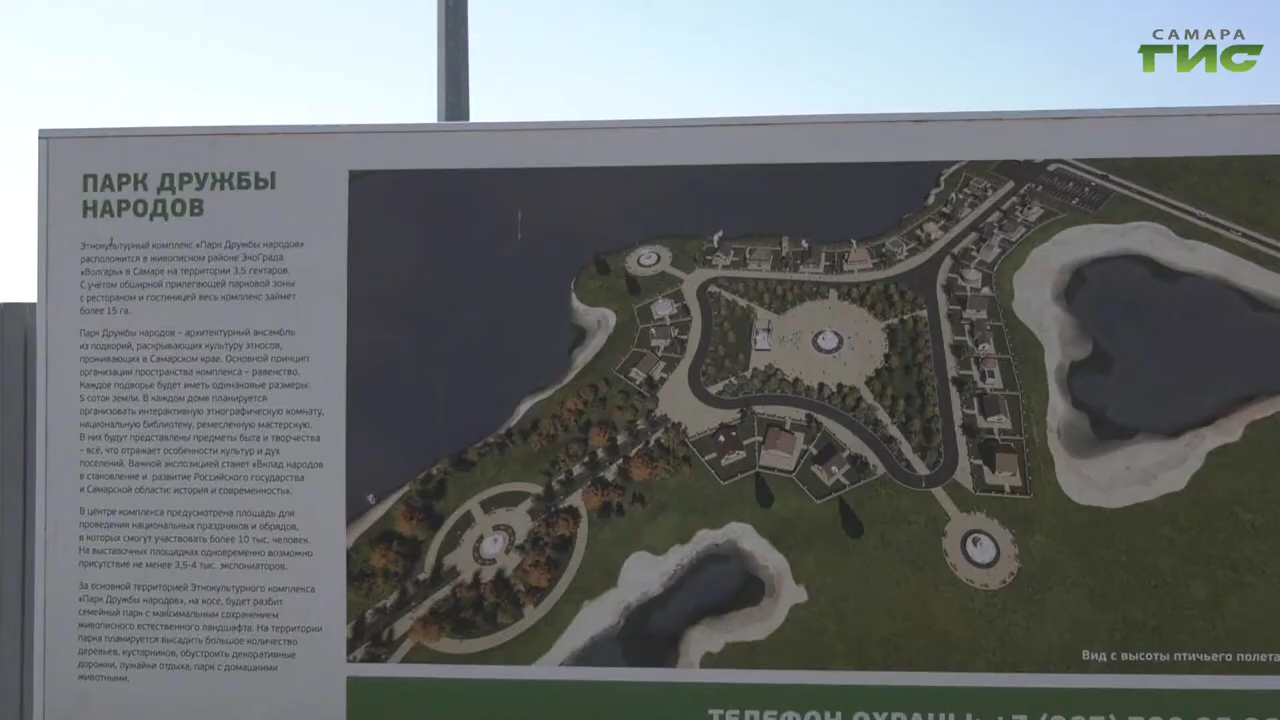 САМАРА
ГИС
ПАРК ДРУЖБЫ
НАРОДОВ
Этнокультурный комплекс «Парк Дружбы народов»
расположится в живописном районе ЭкоГрада
«Волгарь» в Самаре на территории 3,5 гектаров.
С учётом обширной прилегающей парковой зоны
с рестораном и гостиницей весь комплекс займет
более 15 га.
Парк Дружбы народов – архитектурный ансамбль
из подворий, раскрывающих культуру этносов,
проживающих в Самарском крае. Основной принцип
организации пространства комплекса – равенство.
Каждое подворье будет иметь одинаковые размеры:
5 соток земли. В каждом доме планируется
организовать интерактивную этнографическую комнату,
национальную библиотеку, ремесленную мастерскую.
В них будут представлены предметы быта и творчества
– всё, что отражает особенности культур и дух
поселений. Важной экспозицией станет «Вклад народов
в становление и развитие Российского государства
и Самарской области: история и современность».
В центре комплекса предусмотрена площадь для
проведения национальных праздников и обрядов,
в которых смогут участвовать более 10 тыс. человек.
На выставочных площадках одновременно возможно
присутствие не менее 3,5-4 тыс. экспонаторов.
За основной территорией Этнокультурного комплекса
«Парк Дружбы народов», на косе, будет разбит
семейный парк с максимальным сохранением
живописного естественного ландшафта. На территории
парка планируется высадить большое количество
деревьев, кустарников, обустроить декоративные
дорожки, лужайки отдыха, парк с домашними
животными.
Вид с высоты птичьего полета
ТЕЛЕФОН ОХРАНЫ: +7